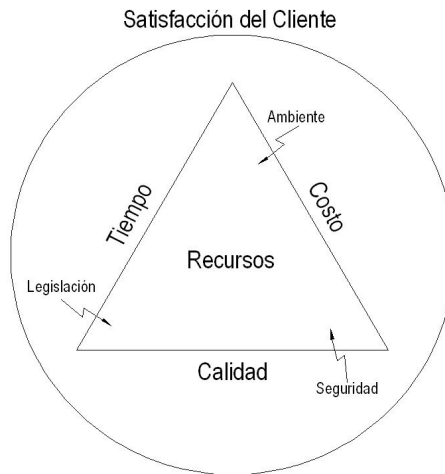 Satisfacción del Cliente
Ambiente
Tiempo
Costo
Recursos
Legislación
Calidad
Seguridad